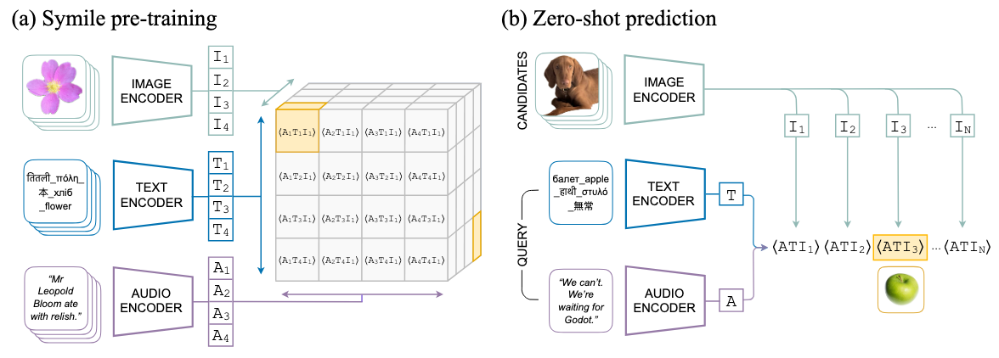 (a) Symile pre-training
IMAGE
ENCODER
I₁
I₂
I₃
I₄
तितली_πόλη_
本_хліб
_flower
TEXT
ENCODER
T₁
T₂
T₃
T₄
“Mr
Leopold
Bloom ate
with relish.”
AUDIO
ENCODER
A₁
A₂
A₃
A₄
⟨A₁T₁I₁⟩ ⟨A₂T₁I₁⟩ ⟨A₃T₁I₁⟩ ⟨A₄T₁I₁⟩
⟨A₁T₂I₁⟩ ⟨A₂T₂I₁⟩ ⟨A₃T₂I₁⟩ ⟨A₄T₂I₁⟩
⟨A₁T₃I₁⟩ ⟨A₂T₃I₁⟩ ⟨A₃T₃I₁⟩ ⟨A₄T₃I₁⟩
⟨A₁T₄I₁⟩ ⟨A₂T₄I₁⟩ ⟨A₃T₄I₁⟩ ⟨A₄T₄I₁⟩
(b) Zero-shot prediction
CANDIDATES
IMAGE
ENCODER
I₁ I₂ I₃ ... I_N
QUERY
балет_apple
_हाथी_στυλό
_無常
TEXT
ENCODER
T
“We can’t.
We’re
waiting for
Godot.”
AUDIO
ENCODER
A
⟨ATI₁⟩ ⟨ATI₂⟩ ⟨ATI₃⟩ ... ⟨ATI_N⟩